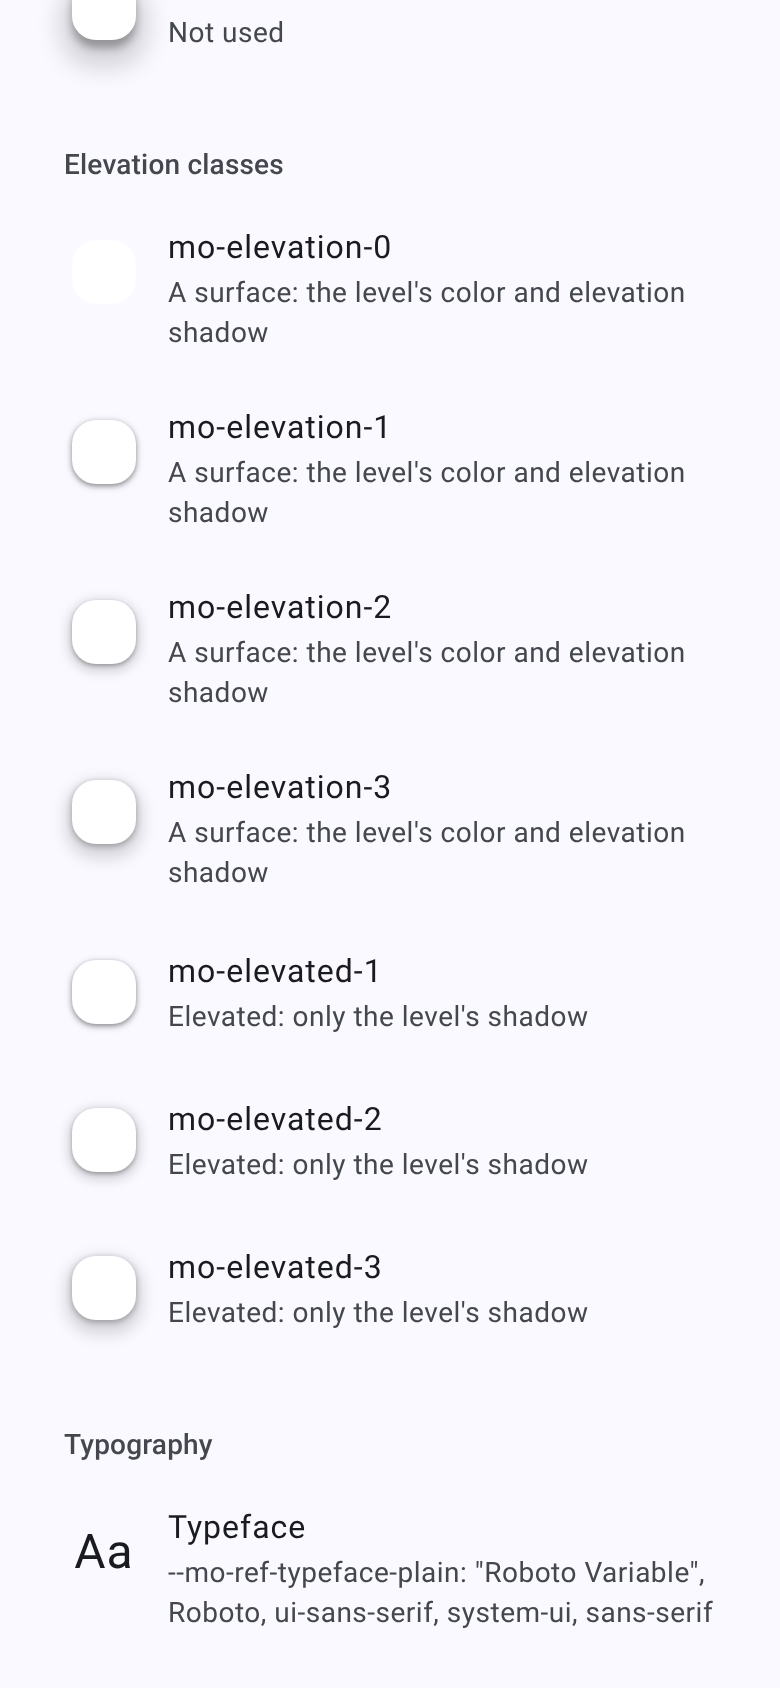 Not used
Elevation classes
mo-elevation-0
A surface: the level's color and elevation
shadow
mo-elevation-1
A surface: the level's color and elevation
shadow
mo-elevation-2
A surface: the level's color and elevation
shadow
mo-elevation-3
A surface: the level's color and elevation
shadow
mo-elevated-1
Elevated: only the level's shadow
mo-elevated-2
Elevated: only the level's shadow
mo-elevated-3
Elevated: only the level's shadow
Typography
Aa
Typeface
--mo-ref-typeface-plain: "Roboto Variable",
Roboto, ui-sans-serif, system-ui, sans-serif